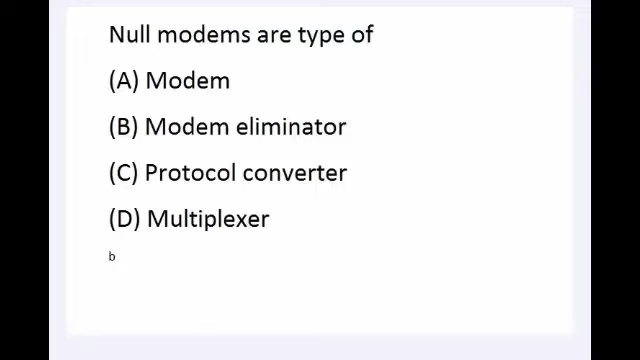 Null modems are type of
(A) Modem
(B) Modem eliminator
(C) Protocol converter
(D) Multiplexer
b